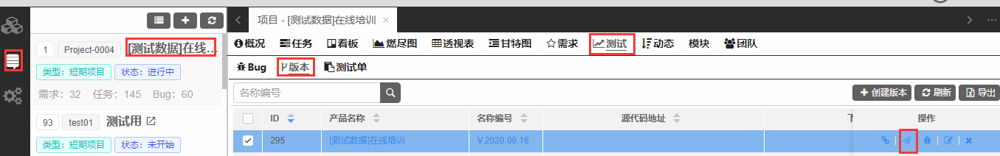 项目 - [测试数据]在线培训 ×
1 Project-0004 [测试数据]在线...
类型：短期项目 状态：进行中
需求：32 任务：145 Bug：60
93 test01 测试用
类型：短期项目 状态：未开始
概况 任务 看板 燃尽图 透视表 甘特图 需求 测试 动态 模块 团队
Bug 版本 测试单
名称编号 创建版本 刷新 导出
ID 产品名称 名称编号 源代码地址 下 操作
295 [测试数据]在线培训 V.2020.09.16